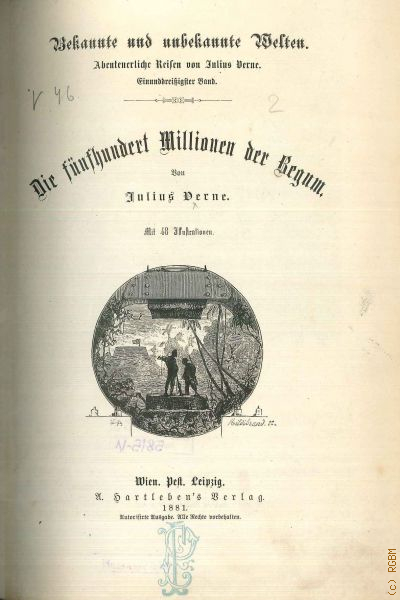 Bekannte und unbekannte Welten.
Abenteuerliche Reisen von Julius Verne.
Einunddreißigster Band.
V. 46
2
Die fünfhundert Millionen der Begum.
Von
Julius Verne.
Mit 48 Illustrationen.
Hildibrand
Wien. Pest. Leipzig.
A. Hartleben's Verlag.
1881.
Autorisirte Ausgabe. Alle Rechte vorbehalten.
(c) RGBM